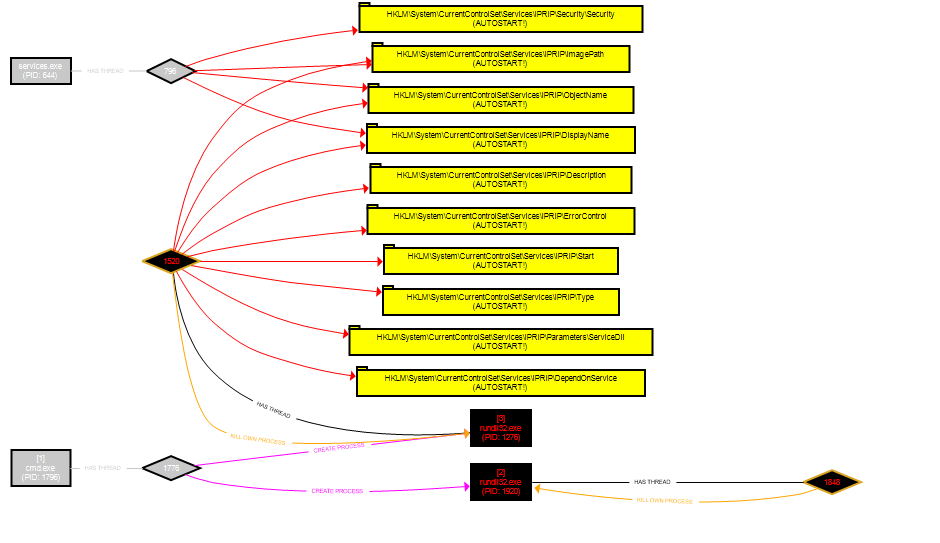 HKLM\System\CurrentControlSet\Services\IPRIP\Security\Security
(AUTOSTART!)
HKLM\System\CurrentControlSet\Services\IPRIP\ImagePath
(AUTOSTART!)
services.exe
(PID: 644)
HAS THREAD
796
HKLM\System\CurrentControlSet\Services\IPRIP\ObjectName
(AUTOSTART!)
HKLM\System\CurrentControlSet\Services\IPRIP\DisplayName
(AUTOSTART!)
HKLM\System\CurrentControlSet\Services\IPRIP\Description
(AUTOSTART!)
HKLM\System\CurrentControlSet\Services\IPRIP\ErrorControl
(AUTOSTART!)
1520
HKLM\System\CurrentControlSet\Services\IPRIP\Start
(AUTOSTART!)
HKLM\System\CurrentControlSet\Services\IPRIP\Type
(AUTOSTART!)
HKLM\System\CurrentControlSet\Services\IPRIP\Parameters\ServiceDll
(AUTOSTART!)
HKLM\System\CurrentControlSet\Services\IPRIP\DependOnService
(AUTOSTART!)
HAS THREAD
KILL OWN PROCESS
CREATE PROCESS
[3]
rundll32.exe
(PID: 1276)
[1]
cmd.exe
(PID: 1796)
HAS THREAD
1776
CREATE PROCESS
[2]
rundll32.exe
(PID: 1920)
HAS THREAD
KILL OWN PROCESS